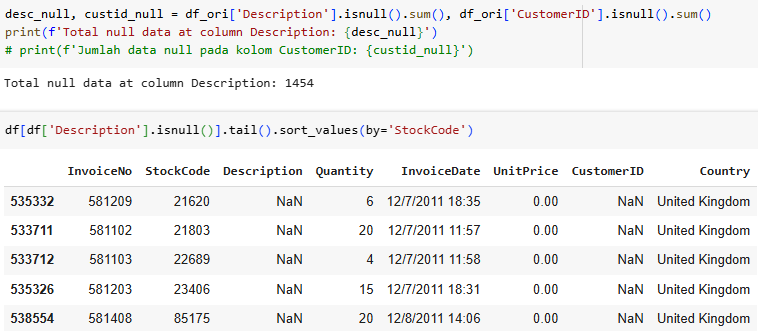 desc_null, custid_null = df_ori['Description'].isnull().sum(), df_ori['CustomerID'].isnull().sum()
print(f'Total null data at column Description: {desc_null}')
# print(f'Jumlah data null pada kolom CustomerID: {custid_null}')
Total null data at column Description: 1454
df[df['Description'].isnull()].tail().sort_values(by='StockCode')
InvoiceNo StockCode Description Quantity InvoiceDate UnitPrice CustomerID Country
535332 581209 21620 NaN 6 12/7/2011 18:35 0.00 NaN United Kingdom
533711 581102 21803 NaN 20 12/7/2011 11:57 0.00 NaN United Kingdom
533712 581103 22689 NaN 4 12/7/2011 11:58 0.00 NaN United Kingdom
535326 581203 23406 NaN 15 12/7/2011 18:31 0.00 NaN United Kingdom
538554 581408 85175 NaN 20 12/8/2011 14:06 0.00 NaN United Kingdom